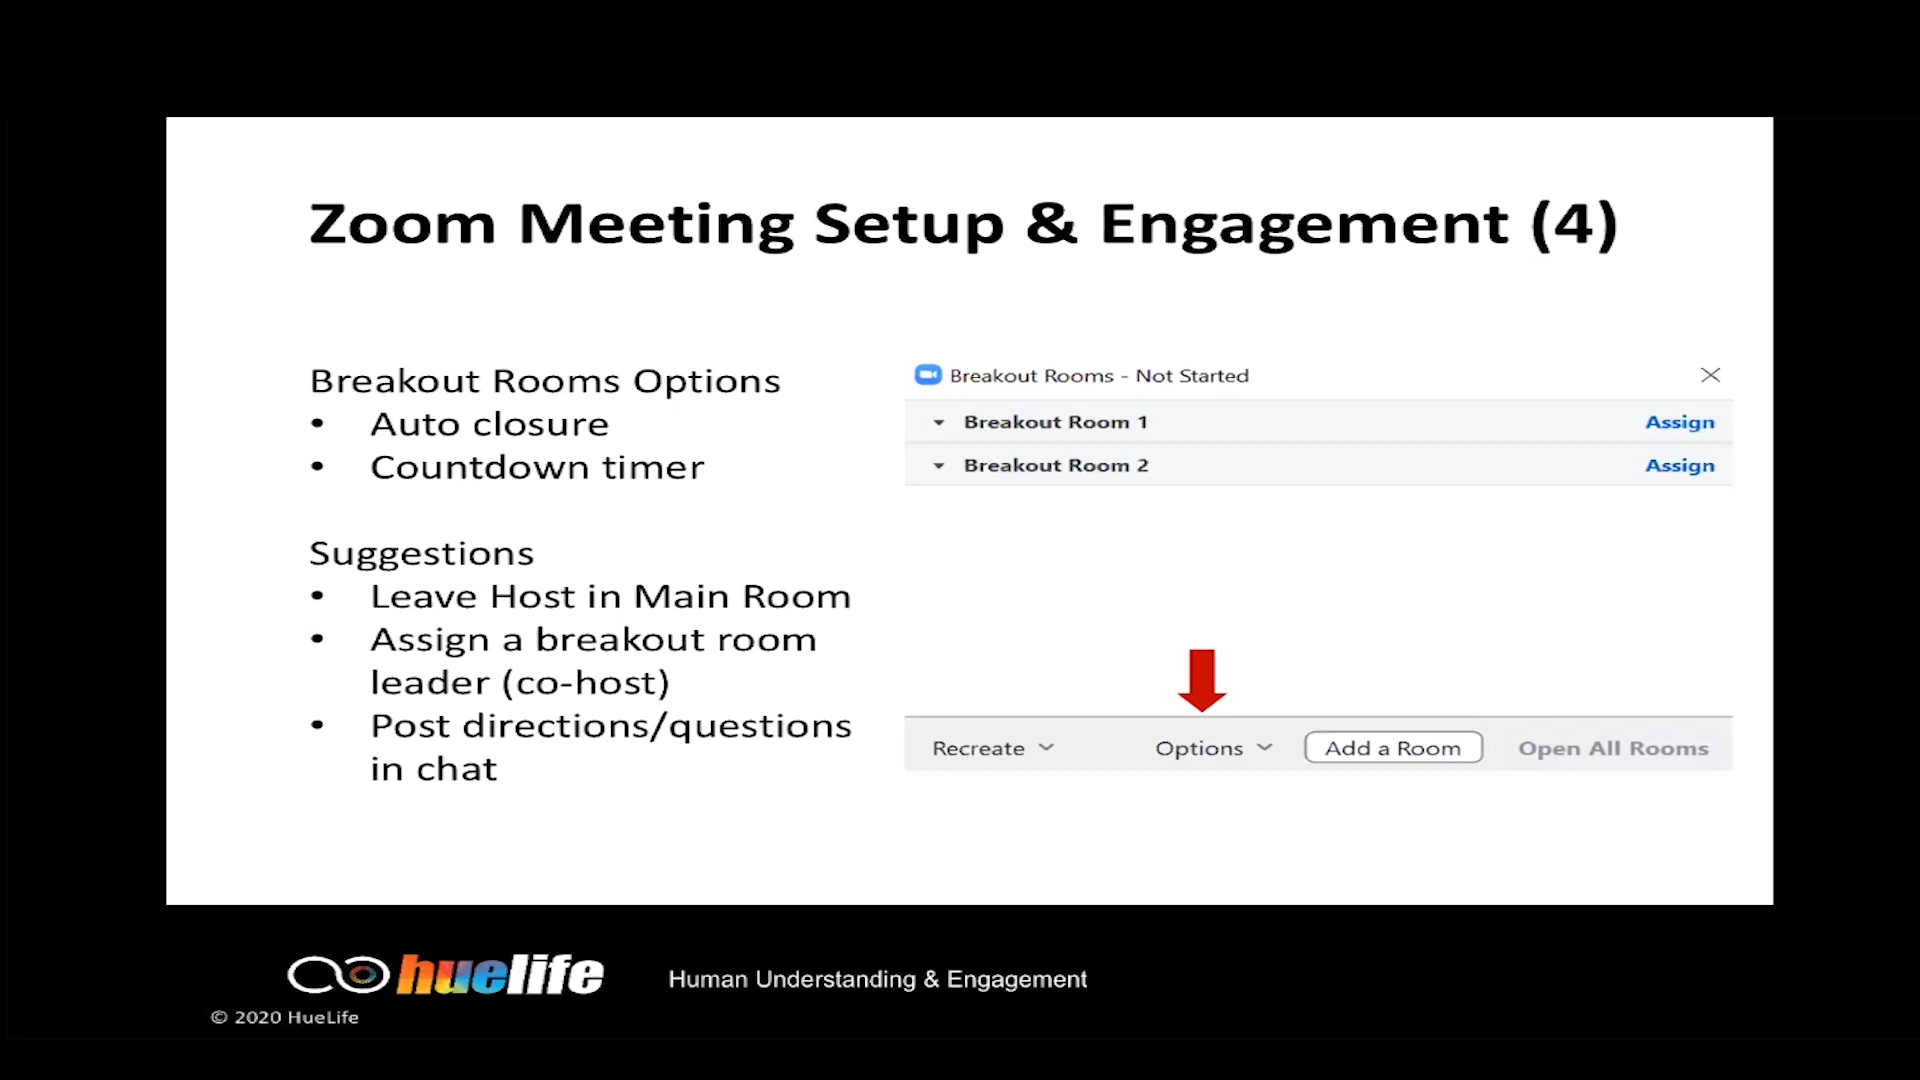 Zoom Meeting Setup & Engagement (4)
Breakout Rooms Options
• Auto closure
• Countdown timer
Suggestions
• Leave Host in Main Room
• Assign a breakout room
leader (co-host)
• Post directions/questions
in chat
Breakout Rooms - Not Started
Breakout Room 1 Assign
Breakout Room 2 Assign
Recreate Options Add a Room Open All Rooms
huelife Human Understanding & Engagement
© 2020 HueLife